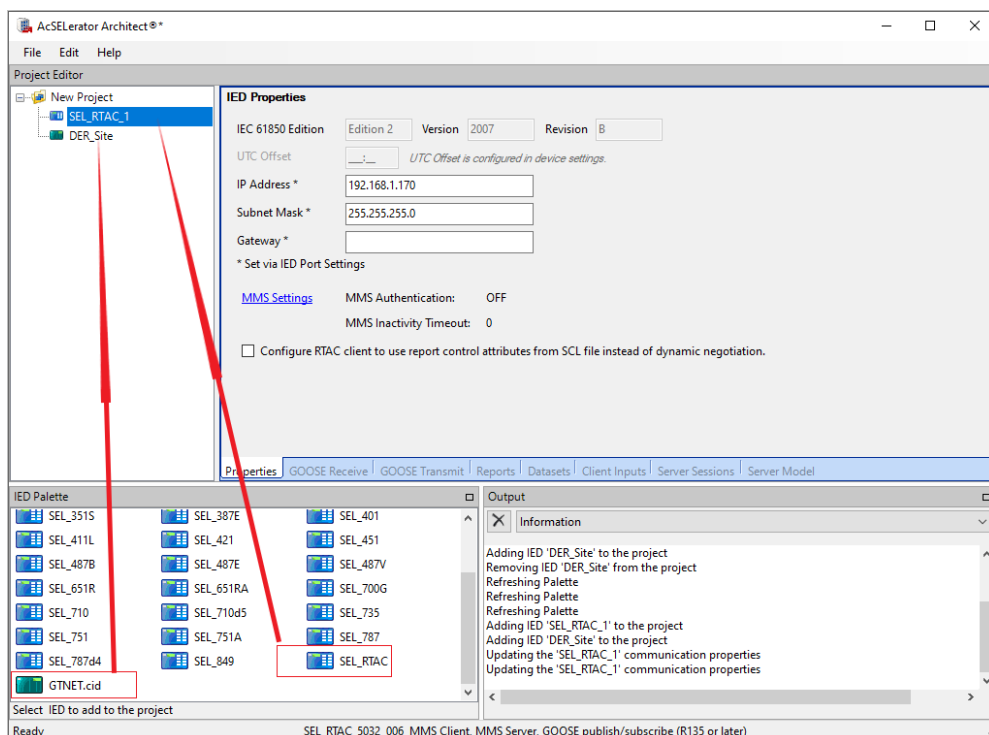 AcSELerator Architect®*
File Edit Help
Project Editor
New Project
SEL_RTAC_1
DER_Site
IED Properties
IEC 61850 Edition Edition 2 Version 2007 Revision B
UTC Offset __:__ UTC Offset is configured in device settings.
IP Address * 192.168.1.170
Subnet Mask * 255.255.255.0
Gateway *
* Set via IED Port Settings
MMS Settings MMS Authentication: OFF
MMS Inactivity Timeout: 0
Configure RTAC client to use report control attributes from SCL file instead of dynamic negotiation.
Properties GOOSE Receive GOOSE Transmit Reports Datasets Client Inputs Server Sessions Server Model
IED Palette
SEL_351S SEL_387E SEL_401
SEL_411L SEL_421 SEL_451
SEL_487B SEL_487E SEL_487V
SEL_651R SEL_651RA SEL_700G
SEL_710 SEL_710d5 SEL_735
SEL_751 SEL_751A SEL_787
SEL_787d4 SEL_849 SEL_RTAC
GTNET.cid
Select IED to add to the project
Output
Information
Adding IED 'DER_Site' to the project
Removing IED 'DER_Site' from the project
Refreshing Palette
Refreshing Palette
Refreshing Palette
Adding IED 'SEL_RTAC_1' to the project
Adding IED 'DER_Site' to the project
Updating the 'SEL_RTAC_1' communication properties
Updating the 'SEL_RTAC_1' communication properties
Ready SEL_RTAC_5032_006 MMS Client, MMS Server, GOOSE publish/subscribe (R135 or later)